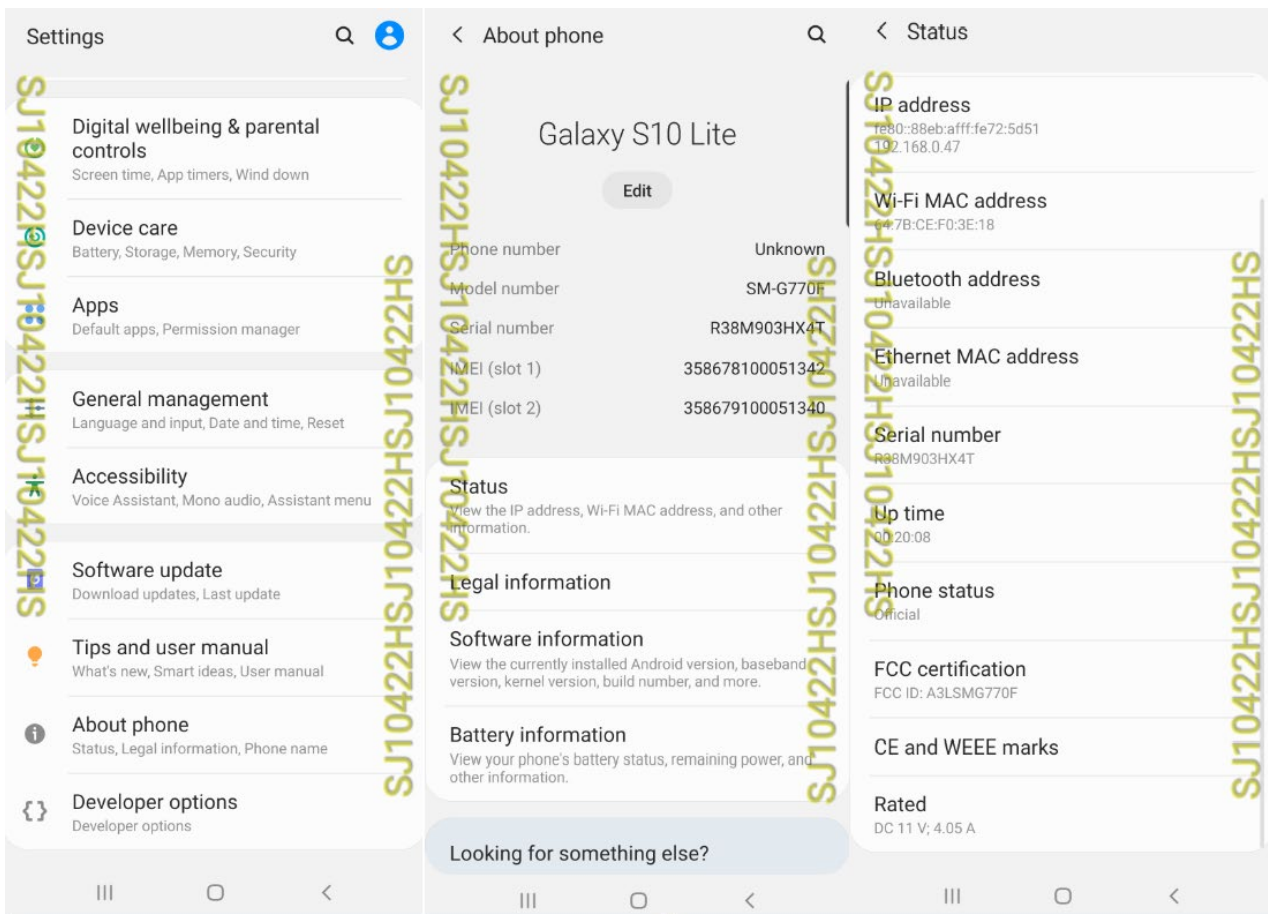 Settings
Digital wellbeing & parental
controls
Screen time, App timers, Wind down
Device care
Battery, Storage, Memory, Security
Apps
Default apps, Permission manager
General management
Language and input, Date and time, Reset
Accessibility
Voice Assistant, Mono audio, Assistant menu
Software update
Download updates, Last update
Tips and user manual
What's new, Smart ideas, User manual
About phone
Status, Legal information, Phone name
Developer options
Developer options
SJ10422HSJ10422HSJ10422HS
SJ10422HSJ10422HSJ10422HS
About phone
Galaxy S10 Lite
Edit
Phone number Unknown
Model number SM-G770F
Serial number R38M903HX4T
IMEI (slot 1) 358678100051342
IMEI (slot 2) 358679100051340
Status
View the IP address, Wi-Fi MAC address, and other
information.
Legal information
Software information
View the currently installed Android version, baseband
version, kernel version, build number, and more.
Battery information
View your phone's battery status, remaining power, and
other information.
Looking for something else?
SJ10422HSJ10422HSJ10422HS
SJ10422HSJ10422HSJ10422HS
Status
IP address
fe80::88eb:afff:fe72:5d51
192.168.0.47
Wi-Fi MAC address
64:7B:CE:F0:3E:18
Bluetooth address
Unavailable
Ethernet MAC address
Unavailable
Serial number
R38M903HX4T
Up time
00:20:08
Phone status
Official
FCC certification
FCC ID: A3LSMG770F
CE and WEEE marks
Rated
DC 11 V; 4.05 A
SJ10422HSJ10422HSJ10422HS
SJ10422HSJ10422HSJ10422HS